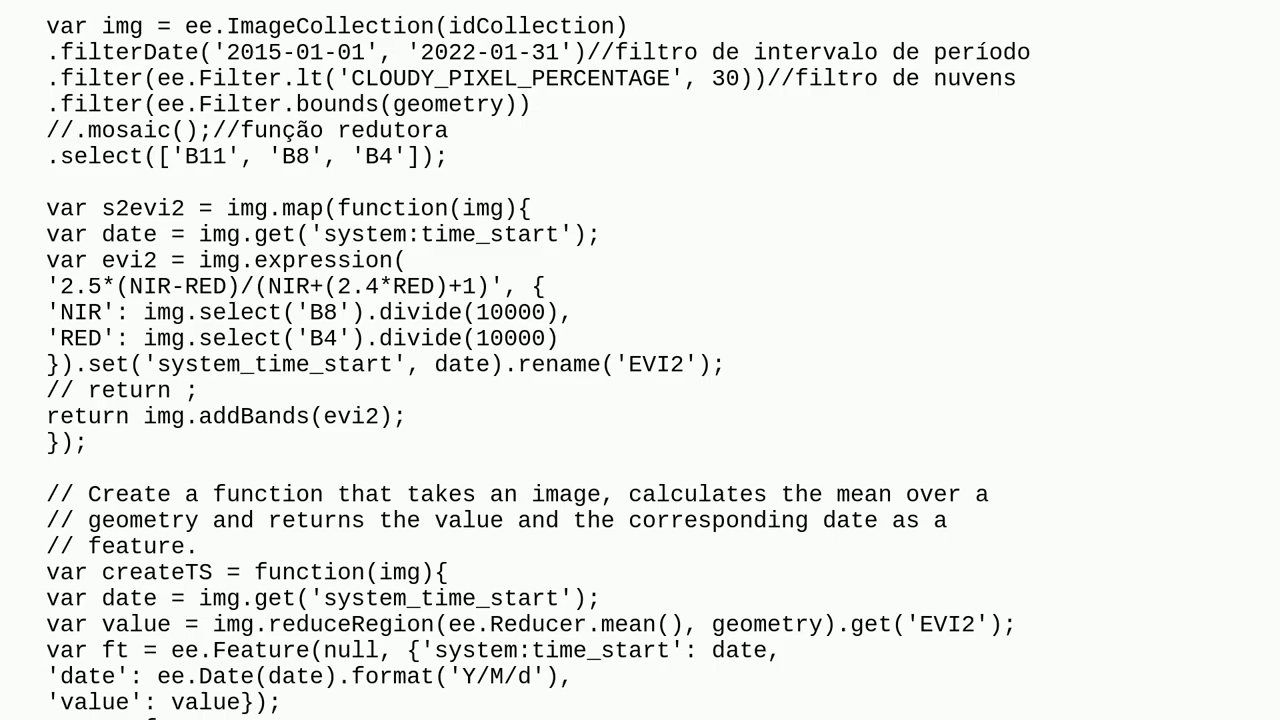 var img = ee.ImageCollection(idCollection)
.filterDate('2015-01-01', '2022-01-31')//filtro de intervalo de período
.filter(ee.Filter.lt('CLOUDY_PIXEL_PERCENTAGE', 30))//filtro de nuvens
.filter(ee.Filter.bounds(geometry))
//.mosaic();//função redutora
.select(['B11', 'B8', 'B4']);

var s2evi2 = img.map(function(img){
var date = img.get('system:time_start');
var evi2 = img.expression(
'2.5*(NIR-RED)/(NIR+(2.4*RED)+1)', {
'NIR': img.select('B8').divide(10000),
'RED': img.select('B4').divide(10000)
}).set('system_time_start', date).rename('EVI2');
// return ;
return img.addBands(evi2);
});

// Create a function that takes an image, calculates the mean over a
// geometry and returns the value and the corresponding date as a
// feature.
var createTS = function(img){
var date = img.get('system_time_start');
var value = img.reduceRegion(ee.Reducer.mean(), geometry).get('EVI2');
var ft = ee.Feature(null, {'system:time_start': date,
'date': ee.Date(date).format('Y/M/d'),
'value': value});